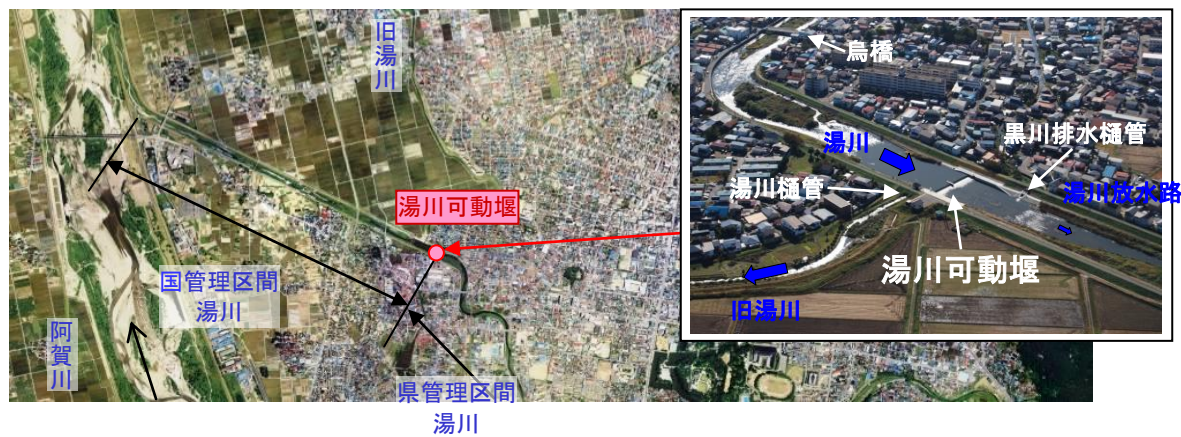 旧湯川
湯川可動堰
国管理区間
湯川
阿賀川
県管理区間
湯川
烏橋
黒川排水樋管
湯川
湯川樋管
湯川放水路
湯川可動堰
旧湯川